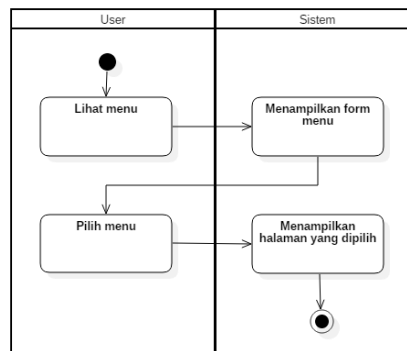 User
Sistem
Lihat menu
Menampilkan form
menu
Pilih menu
Menampilkan
halaman yang dipilih